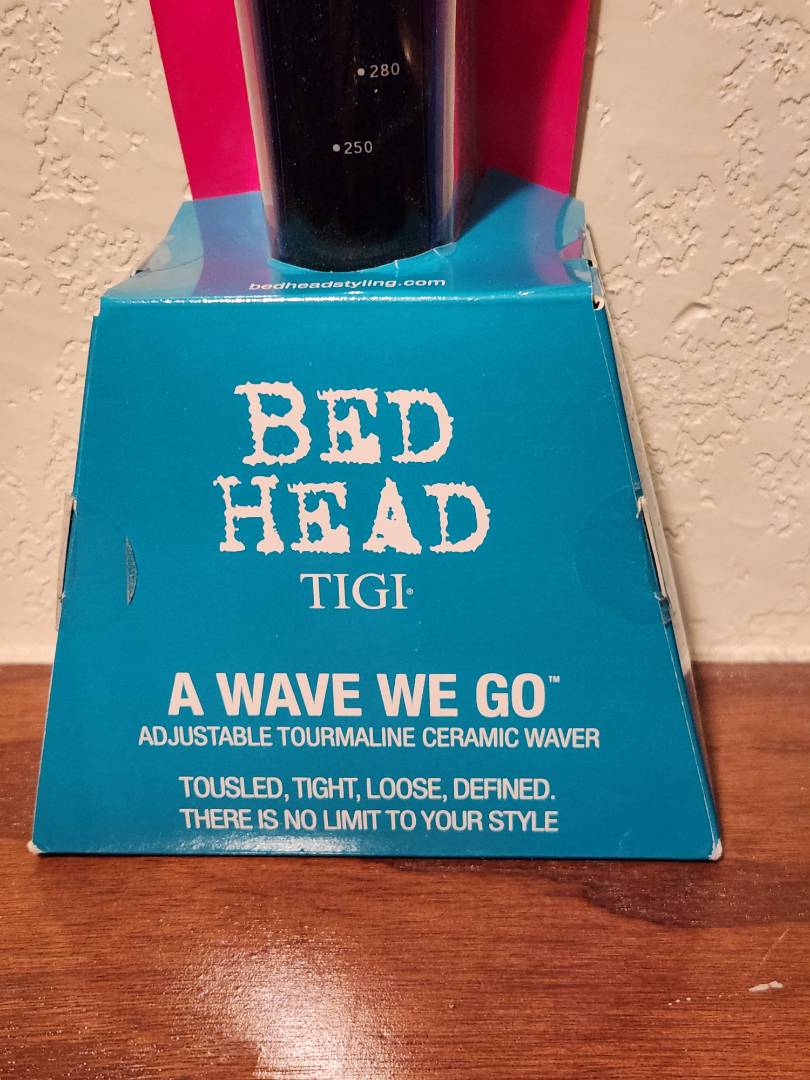 •280
•250
bedheadstyling.com
BED
HEAD
TIGI®
A WAVE WE GO™
ADJUSTABLE TOURMALINE CERAMIC WAVER
TOUSLED, TIGHT, LOOSE, DEFINED.
THERE IS NO LIMIT TO YOUR STYLE